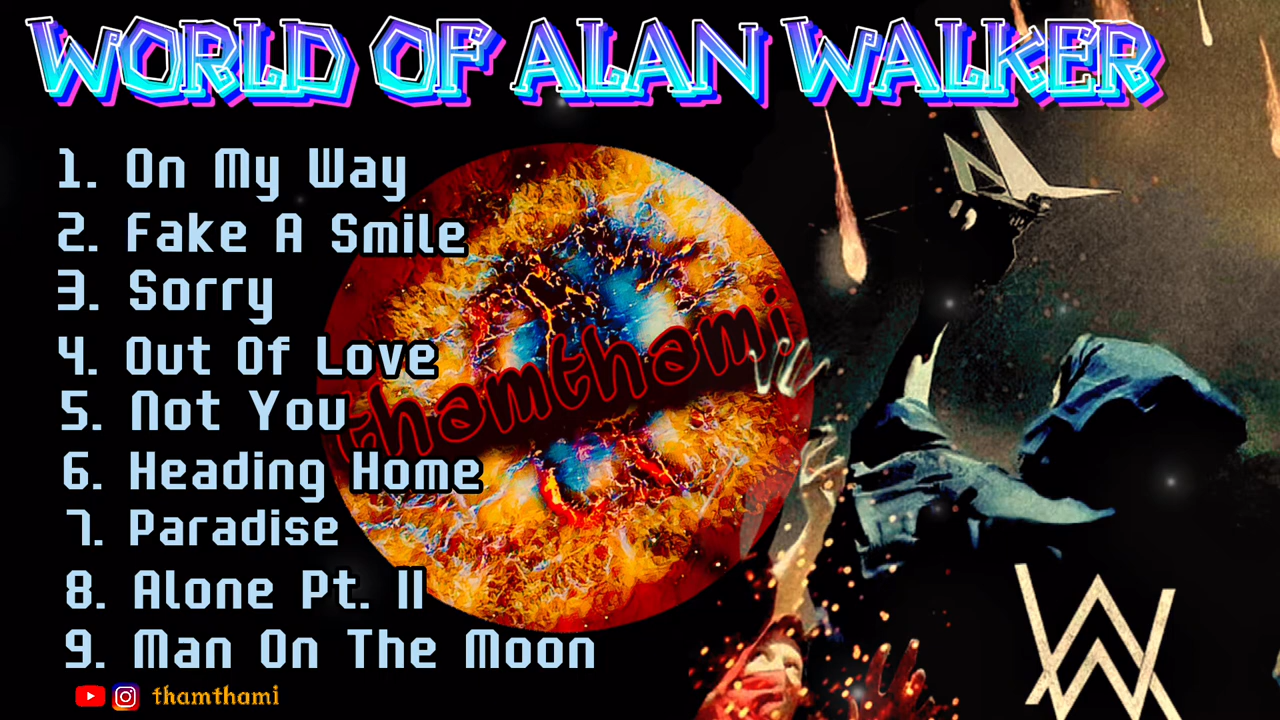 WORLD OF ALAN WALKER
1. On My Way
2. Fake A Smile
3. Sorry
4. Out Of Love
5. Not You
6. Heading Home
7. Paradise
8. Alone Pt. II
9. Man On The Moon
thamthami
thamthami